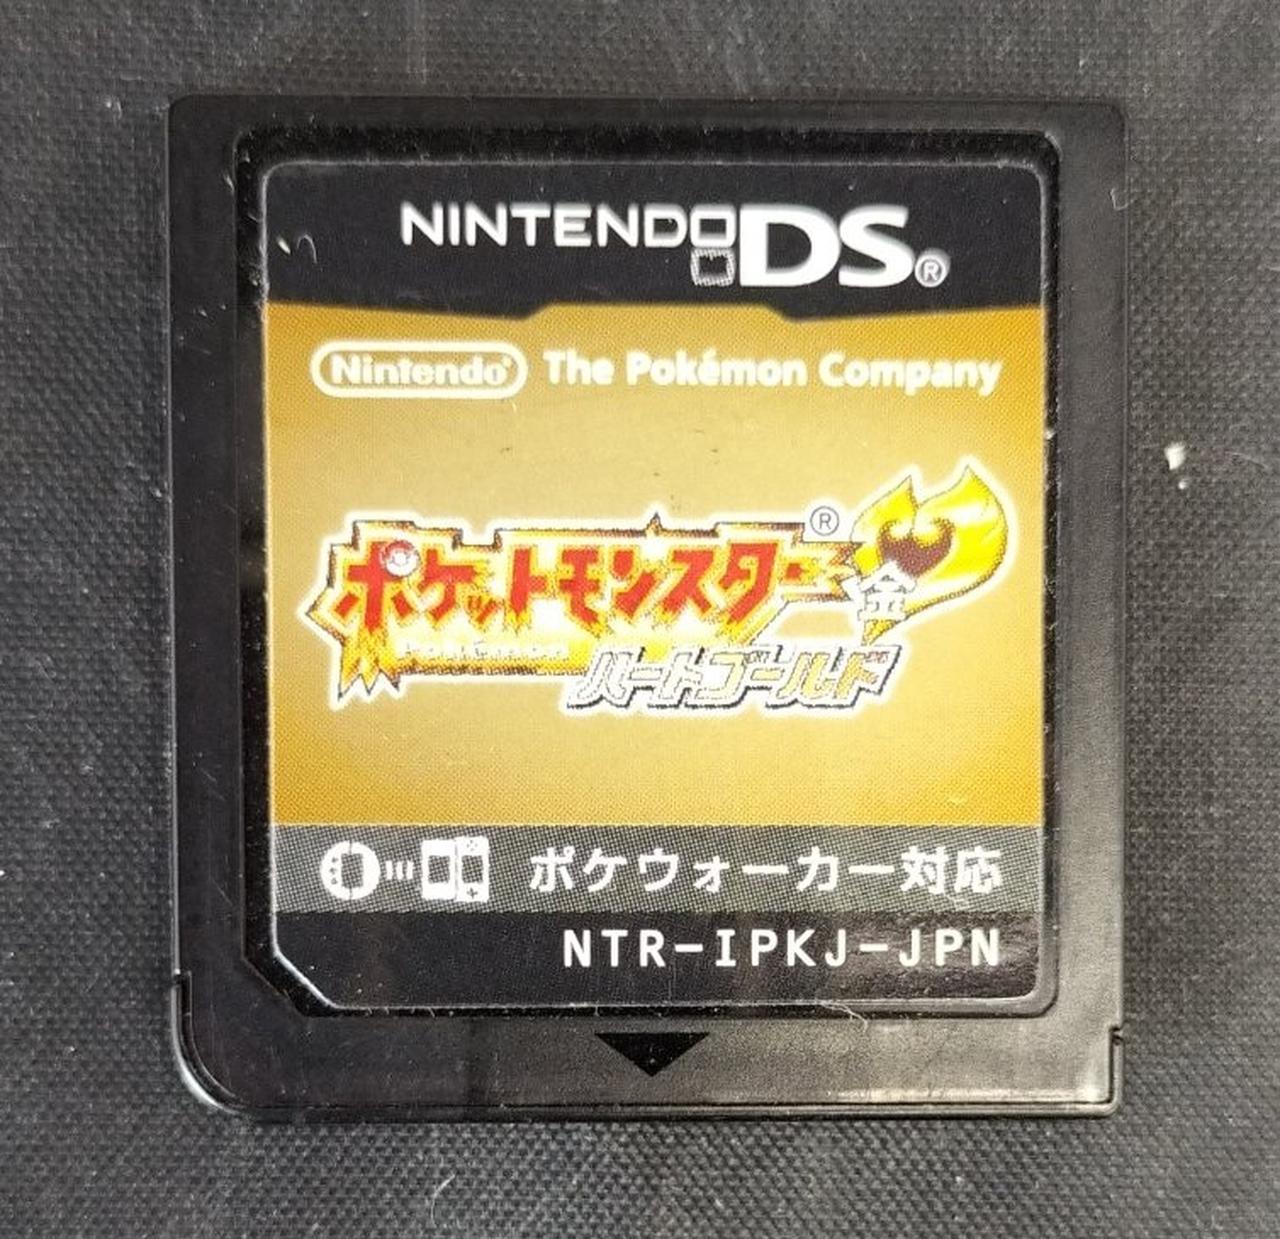 NINTENDO DS®
Nintendo® The Pokémon Company
ポケットモンスター®
金
POKÉMON
ハートゴールド
ポケウォーカー対応
NTR-IPKJ-JPN